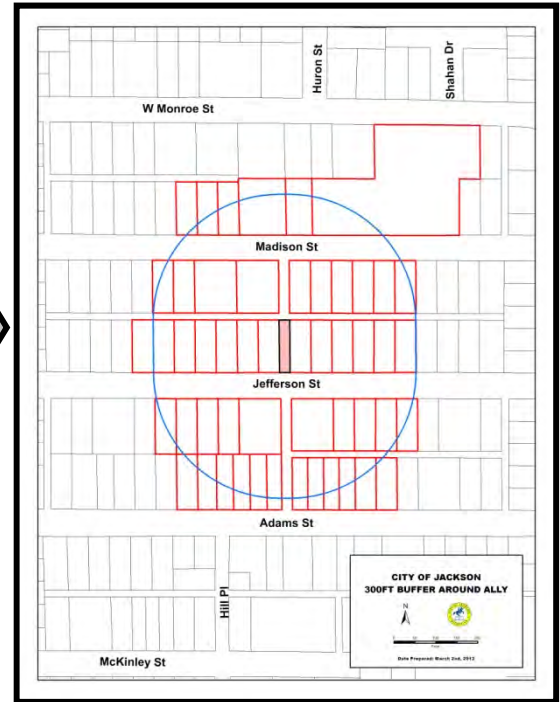 Huron St
Shahan Dr
W Monroe St
Madison St
Jefferson St
Adams St
Hill Pl
McKinley St
CITY OF JACKSON
300FT BUFFER AROUND ALLY
N
Date Prepared: March 2nd, 2012